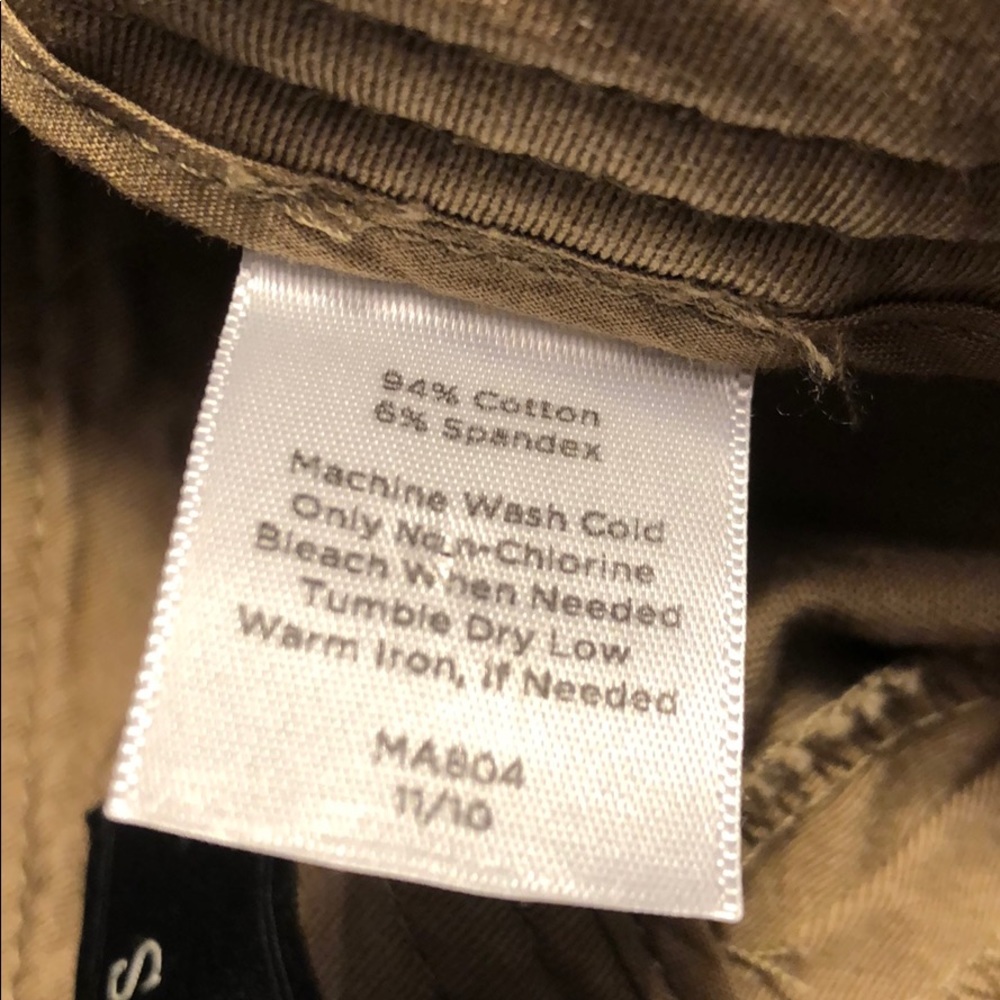 94% Cotton
6% Spandex
Machine Wash Cold
Only Non-Chlorine
Bleach When Needed
Tumble Dry Low
Warm Iron, if Needed
MA804
11/10
S